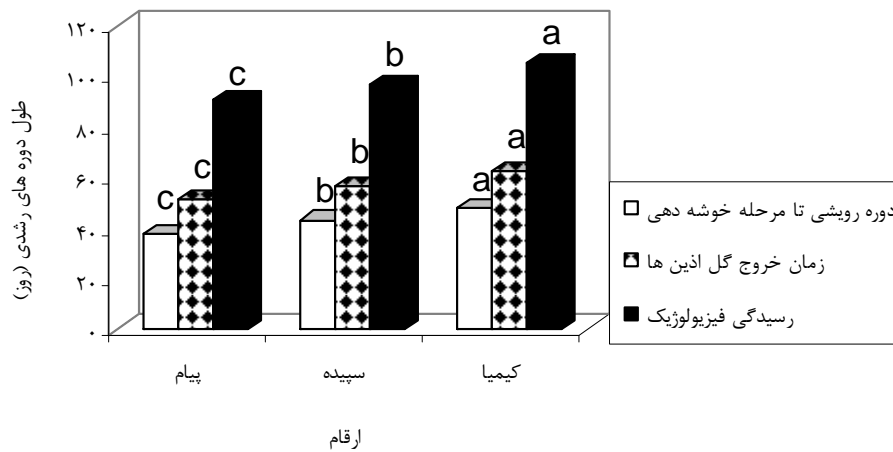 طول دوره های رشدی (روز)
۱۲۰
۱۰۰
۸۰
۶۰
۴۰
۲۰
۰
c c c
b b b
a a a
پیام
سپیده
کیمیا
ارقام
دوره رویشی تا مرحله خوشه دهی
زمان خروج گل اذین ها
رسیدگی فیزیولوژیک